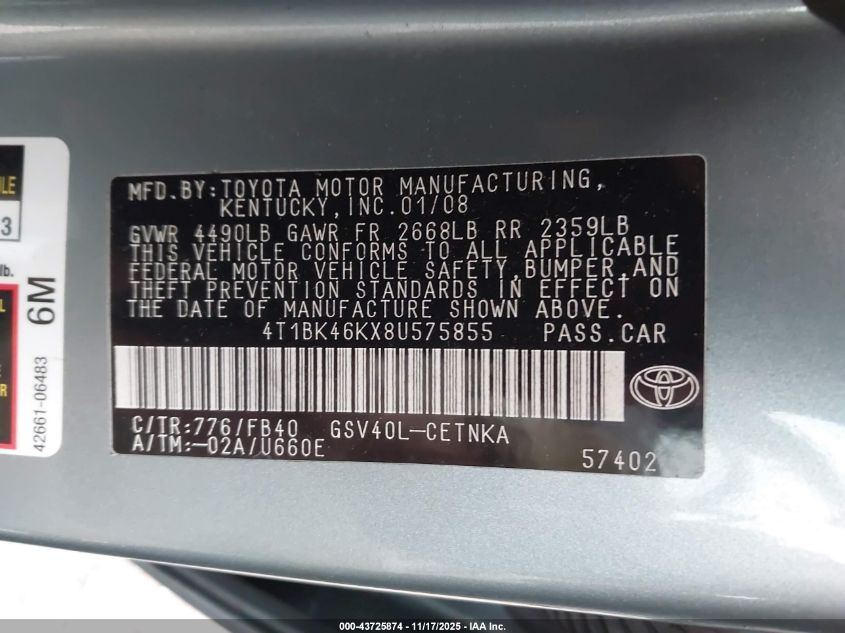 MFD. BY: TOYOTA MOTOR MANUFACTURING,
KENTUCKY, INC. 01/08
GVWR 4490LB GAWR FR 2668LB RR 2359LB
THIS VEHICLE CONFORMS TO ALL APPLICABLE
FEDERAL MOTOR VEHICLE SAFETY, BUMPER, AND
THEFT PREVENTION STANDARDS IN EFFECT ON
THE DATE OF MANUFACTURE SHOWN ABOVE.
4T1BK46KX8U575855 PASS. CAR
C/TR: 776/FB40 GSV40L-CETNKA
A/TM: -02A/U660E
57402
3
lb.
6M
42661-06483
000-43725874 — 11/17/2025 — IAA Inc.